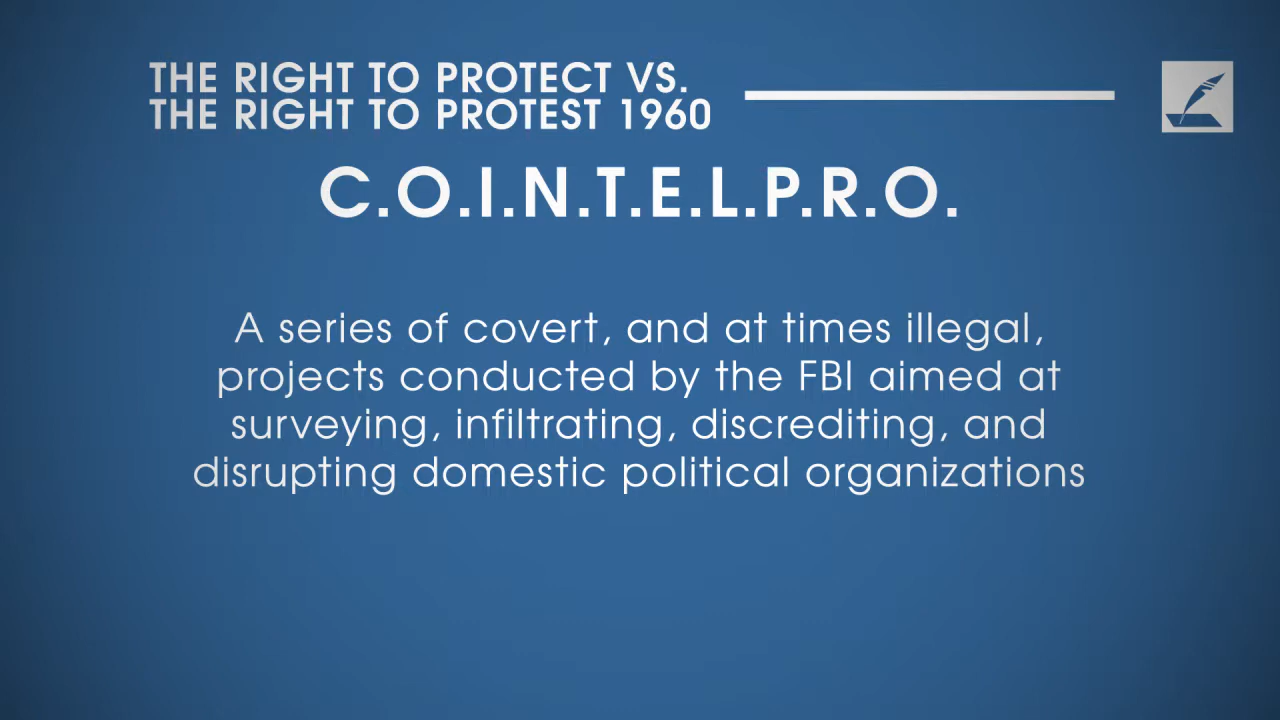 THE RIGHT TO PROTECT VS.
THE RIGHT TO PROTEST 1960
C.O.I.N.T.E.L.P.R.O.
A series of covert, and at times illegal,
projects conducted by the FBI aimed at
surveying, infiltrating, discrediting, and
disrupting domestic political organizations